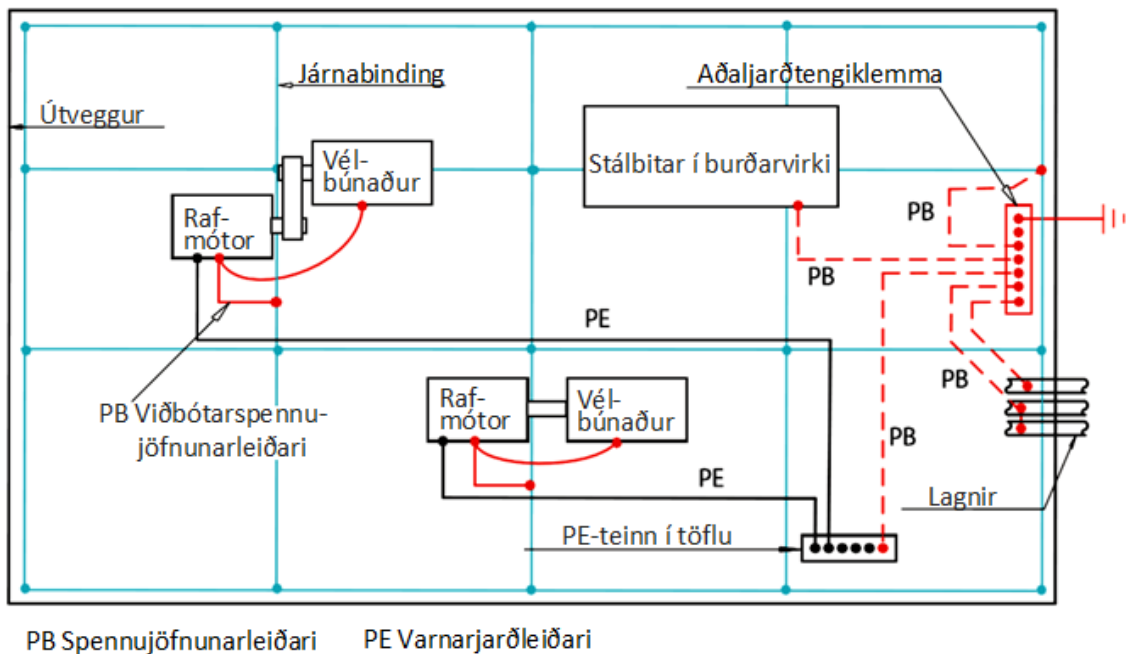 Járnabinding
Aðaljarðtengiklemma
Útveggur
Vél-
búnaður
Stálbitar í burðarvirki
Raf-
mótor
PB
PB
PE
PB
PB Viðbótarspennu-
jöfnunarleiðari
Raf-
mótor
Vél-
búnaður
PB
PE
Lagnir
PE-teinn í töflu
PB Spennujöfnunarleiðari PE Varnarjarðleiðari